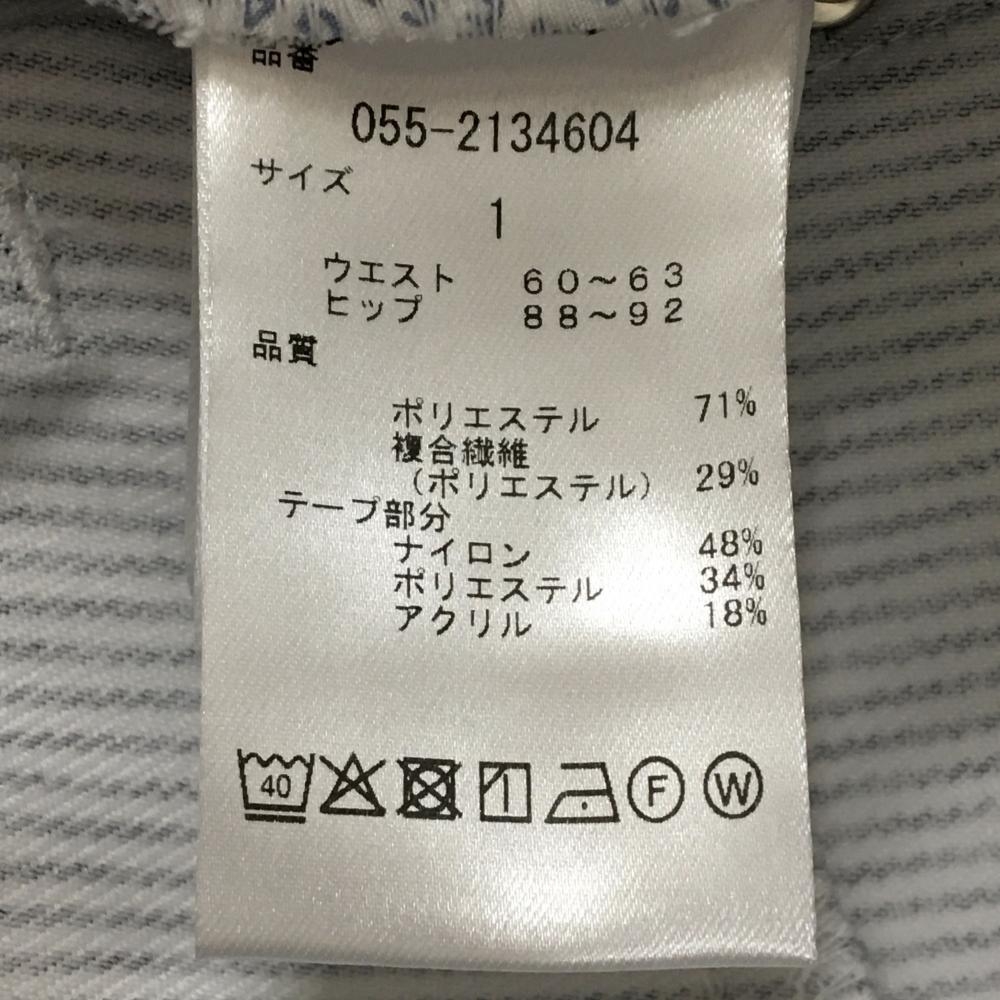 品番
055-2134604
サイズ
1
ウエスト 60～63
ヒップ 88～92
品質
ポリエステル 71%
複合繊維
（ポリエステル） 29%
テープ部分
ナイロン 48%
ポリエステル 34%
アクリル 18%
40 F W